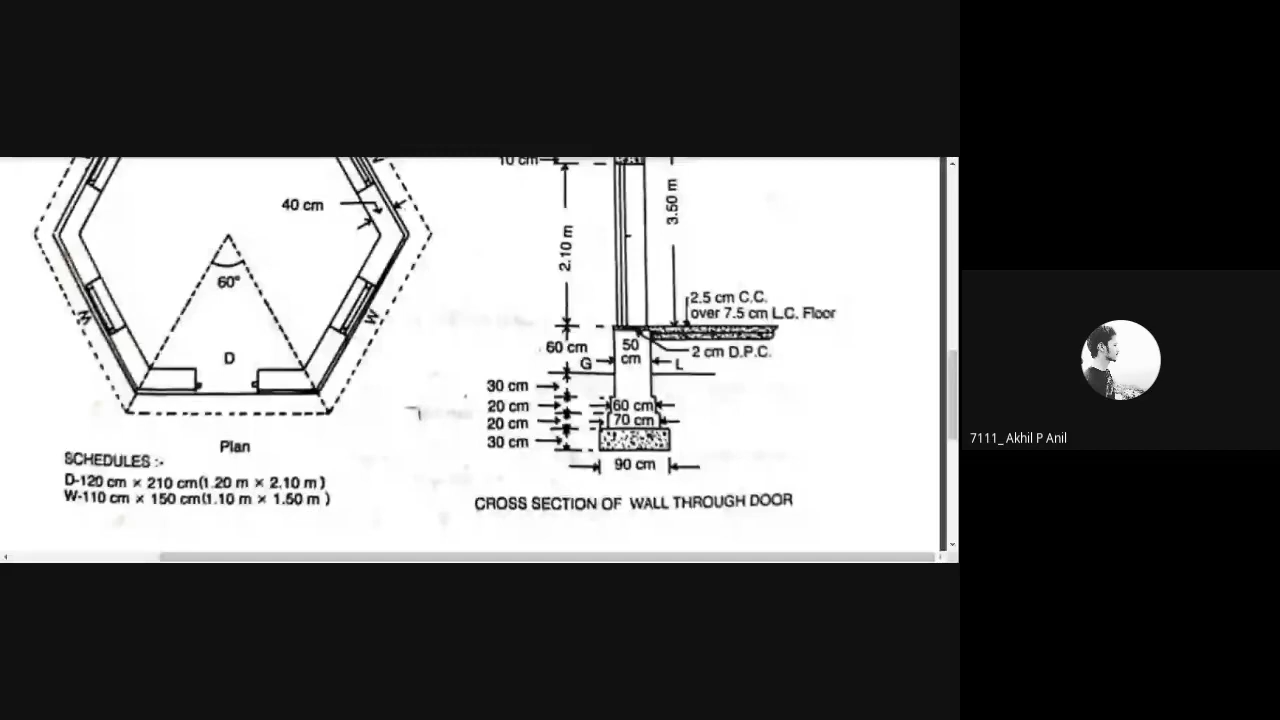 10 cm
40 cm
3.50 m
2.10 m
60°
2.5 cm C.C.
over 7.5 cm L.C. Floor
W
W
D
60 cm
50
cm
2 cm D.P.C.
G
L
30 cm
20 cm
60 cm
20 cm
70 cm
30 cm
90 cm
Plan
SCHEDULES :-
D-120 cm × 210 cm(1.20 m × 2.10 m)
W-110 cm × 150 cm(1.10 m × 1.50 m )
CROSS SECTION OF WALL THROUGH DOOR
7111_ Akhil P Anil